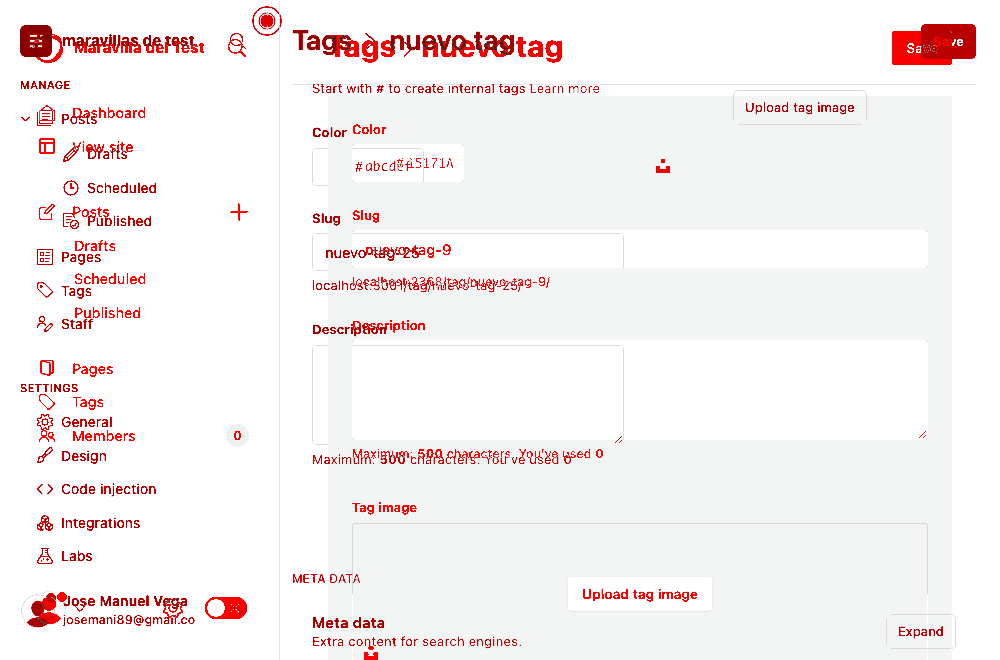 maravillas de test
Maravilla del Test
Tags > nuevo tag
Tags > nuevo tag
Save
Save
MANAGE
Dashboard
Posts
View site
Drafts
Scheduled
Posts
Published
Drafts
Pages
Scheduled
Tags
Published
Staff
Pages
SETTINGS
Tags
General
Members
0
Design
Code injection
Integrations
Labs
Jose Manuel Vega
josemani89@gmail.co
Start with # to create internal tags Learn more
Upload tag image
Color
Color
#abcdef
#15171A
Slug
Slug
nuevo-tag-25
nuevo-tag-9
localhost:2368/tag/nuevo-tag-9/
localhost:3001/tag/nuevo-tag-25/
Description
Description
Maximum: 500 characters. You've used 0
Maximum: 500 characters. You've used 0
Tag image
META DATA
Upload tag image
Meta data
Extra content for search engines.
Expand